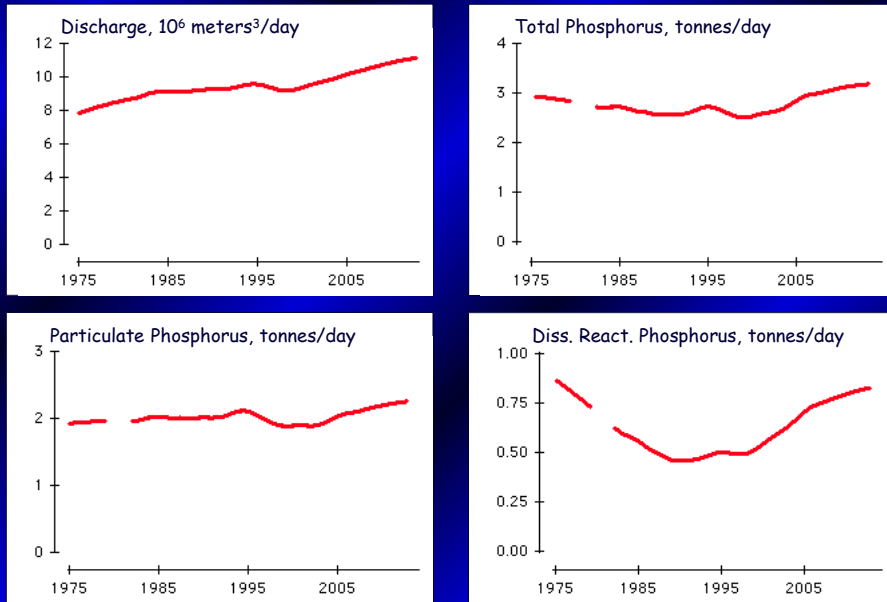 Discharge, 10⁶ meters³/day
12
10
8
6
4
2
0
1975 1985 1995 2005
Total Phosphorus, tonnes/day
4
3
2
1
0
1975 1985 1995 2005
Particulate Phosphorus, tonnes/day
3
2
1
0
1975 1985 1995 2005
Diss. React. Phosphorus, tonnes/day
1.00
0.75
0.50
0.25
0.00
1975 1985 1995 2005